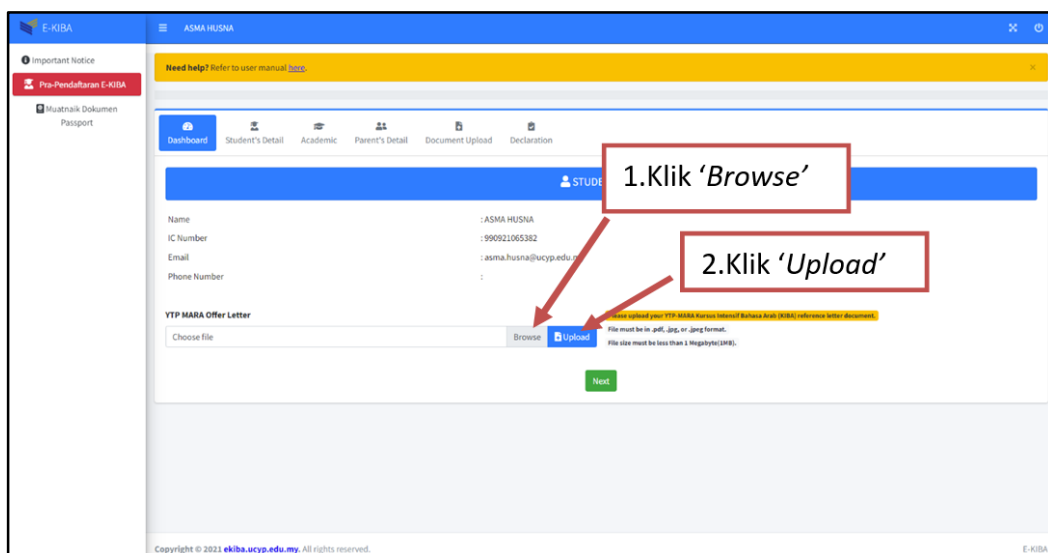 E-KIBA
ASMA HUSNA
Important Notice
Pra-Pendaftaran E-KIBA
Muatnaik Dokumen
Passport
Need help? Refer to user manual here.
×
Dashboard
Student's Detail
Academic
Parent's Detail
Document Upload
Declaration
1.Klik ‘Browse’
2.Klik ‘Upload’
Name : ASMA HUSNA
IC Number : 990921065382
Email : asma.husna@ucyp.edu.m
Phone Number :
YTP MARA Offer Letter
Choose file
Browse
Upload
Please upload your YTP-MARA Kursus Intensif Bahasa Arab (KIBA) reference letter document.
File must be in .pdf, .jpg, or .jpeg format.
File size must be less than 1 Megabyte(1MB).
Next
Copyright © 2021 ekiba.ucyp.edu.my. All rights reserved.
E-KIBA